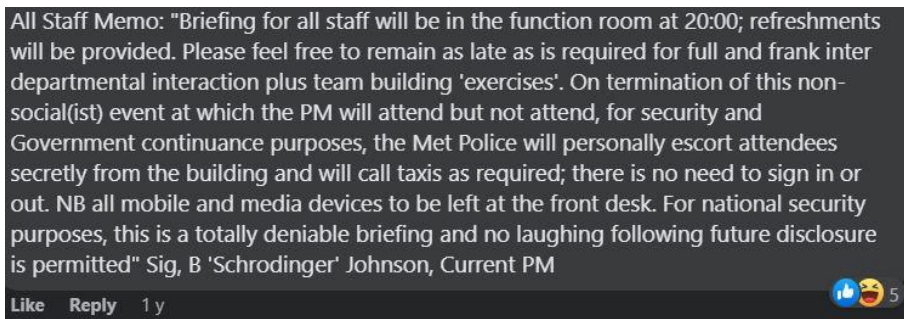 All Staff Memo: "Briefing for all staff will be in the function room at 20:00; refreshments
will be provided. Please feel free to remain as late as is required for full and frank inter
departmental interaction plus team building 'exercises'. On termination of this non-
social(ist) event at which the PM will attend but not attend, for security and
Government continuance purposes, the Met Police will personally escort attendees
secretly from the building and will call taxis as required; there is no need to sign in or
out. NB all mobile and media devices to be left at the front desk. For national security
purposes, this is a totally deniable briefing and no laughing following future disclosure
is permitted" Sig, B 'Schrodinger' Johnson, Current PM
Like Reply 1 y 5